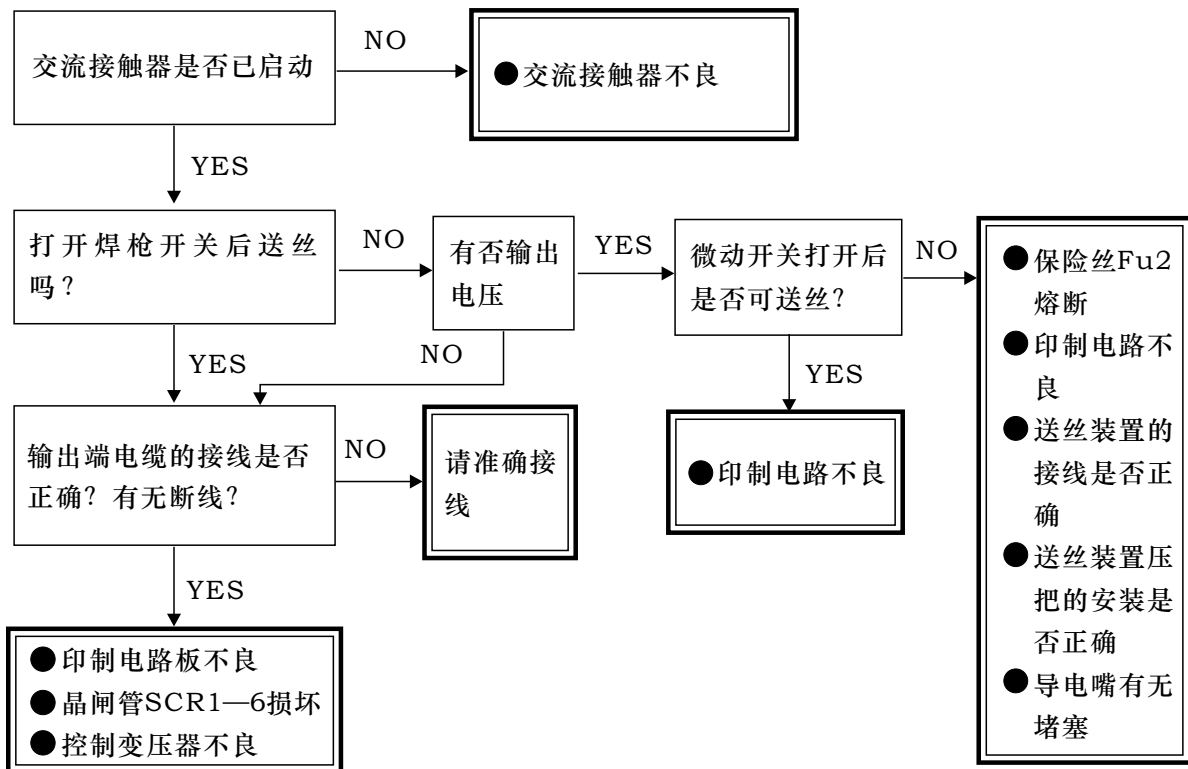 交流接触器是否已启动
NO
●交流接触器不良
YES
打开焊枪开关后送丝
吗？
NO
有否输出
电压
YES
微动开关打开后
是否可送丝？
NO
●保险丝Fu2
熔断
●印制电路不
良
●送丝装置的
接线是否正
确
●送丝装置压
把的安装是
否正确
●导电嘴有无
堵塞
YES
NO
YES
输出端电缆的接线是否
正确？有无断线？
NO
请准确接
线
●印制电路不良
YES
●印制电路板不良
●晶闸管SCR1—6损坏
●控制变压器不良